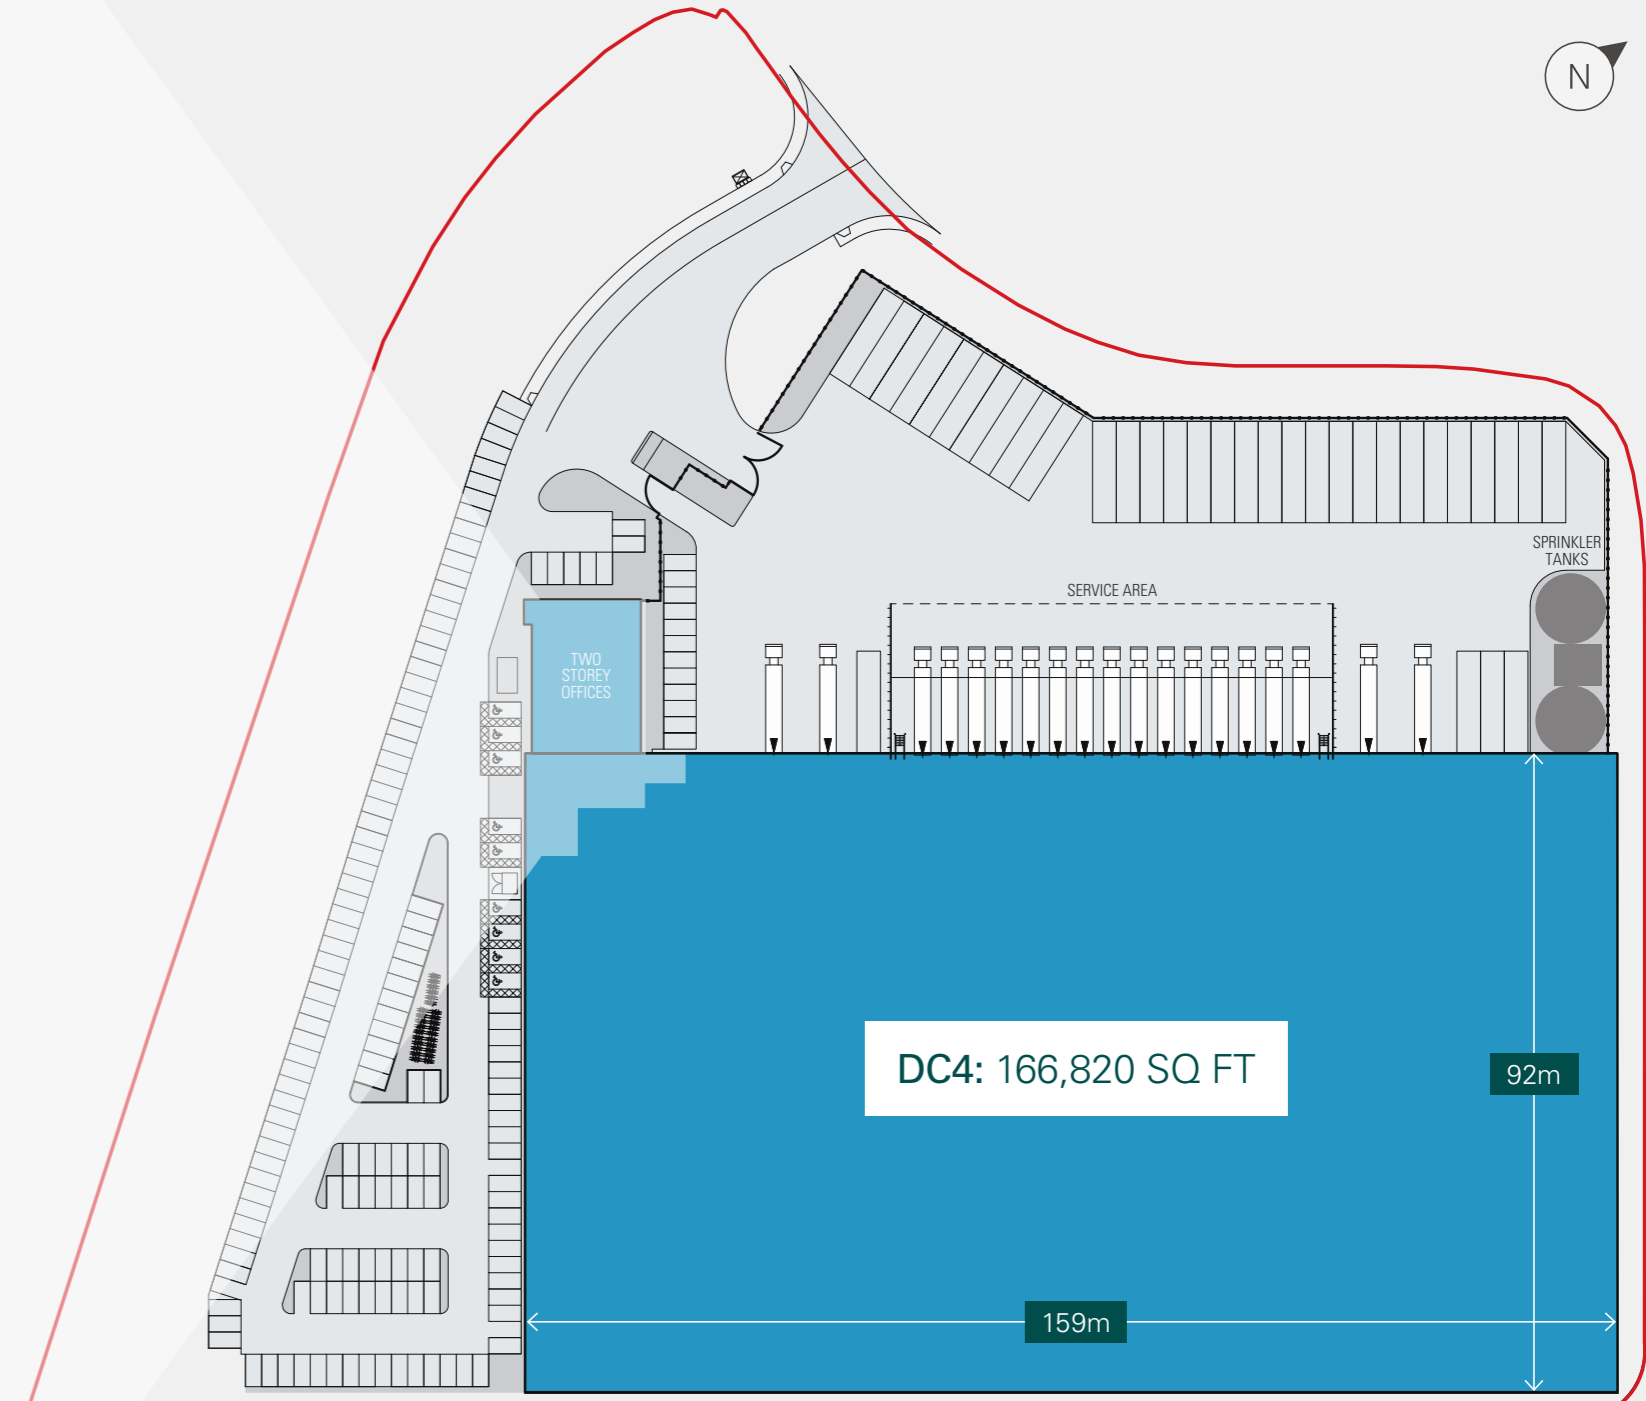 N
SPRINKLER
TANKS
SERVICE AREA
TWO
STOREY
OFFICES
DC4: 166,820 SQ FT
92m
159m